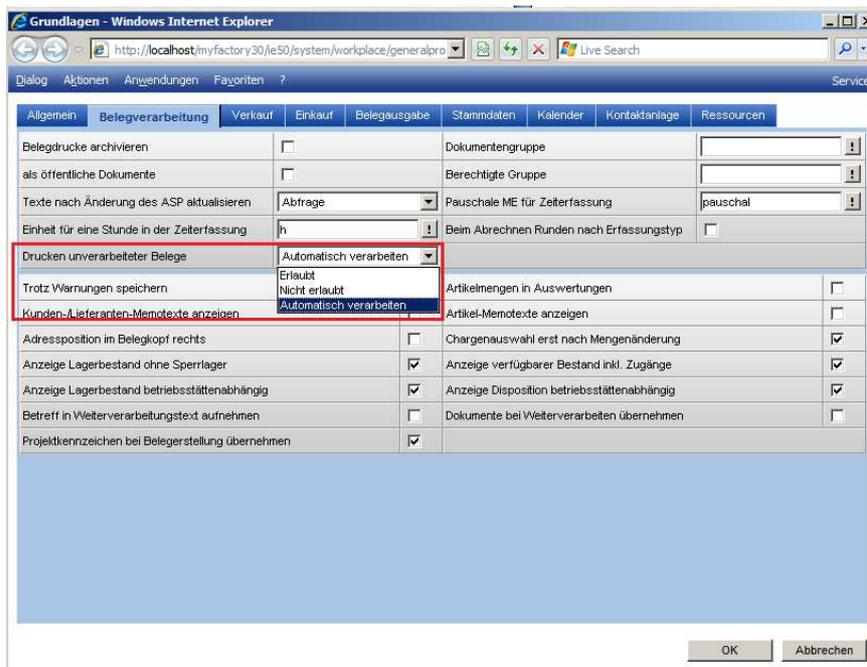 Grundlagen - Windows Internet Explorer
http://localhost/myfactory30/ie50/system/workplace/generalpro
Live Search
Dialog Aktionen Anwendungen Favoriten ? Service
Allgemein Belegverarbeitung Verkauf Einkauf Belegausgabe Stammdaten Kalender Kontaktanlage Ressourcen
Belegdrucke archivieren Dokumentengruppe !
als öffentliche Dokumente Berechtigte Gruppe !
Texte nach Änderung des ASP aktualisieren Abfrage Pauschale ME für Zeiterfassung pauschal !
Einheit für eine Stunde in der Zeiterfassung h ! Beim Abrechnen Runden nach Erfassungstyp
Drucken unverarbeiteter Belege Automatisch verarbeiten
Erlaubt
Trotz Warnungen speichern Nicht erlaubt Artikelmengen in Auswertungen
Automatisch verarbeiten
Kunden-/Lieferanten-Memotexte anzeigen Artikel-Memotexte anzeigen
Adressposition im Belegkopf rechts Chargenauswahl erst nach Mengenänderung
Anzeige Lagerbestand ohne Sperrlager Anzeige verfügbarer Bestand inkl. Zugänge
Anzeige Lagerbestand betriebsstättenabhängig Anzeige Disposition betriebsstättenabhängig
Betreff in Weiterverarbeitungstext aufnehmen Dokumente bei Weiterverarbeiten übernehmen
Projektkennzeichen bei Belegerstellung übernehmen
OK Abbrechen